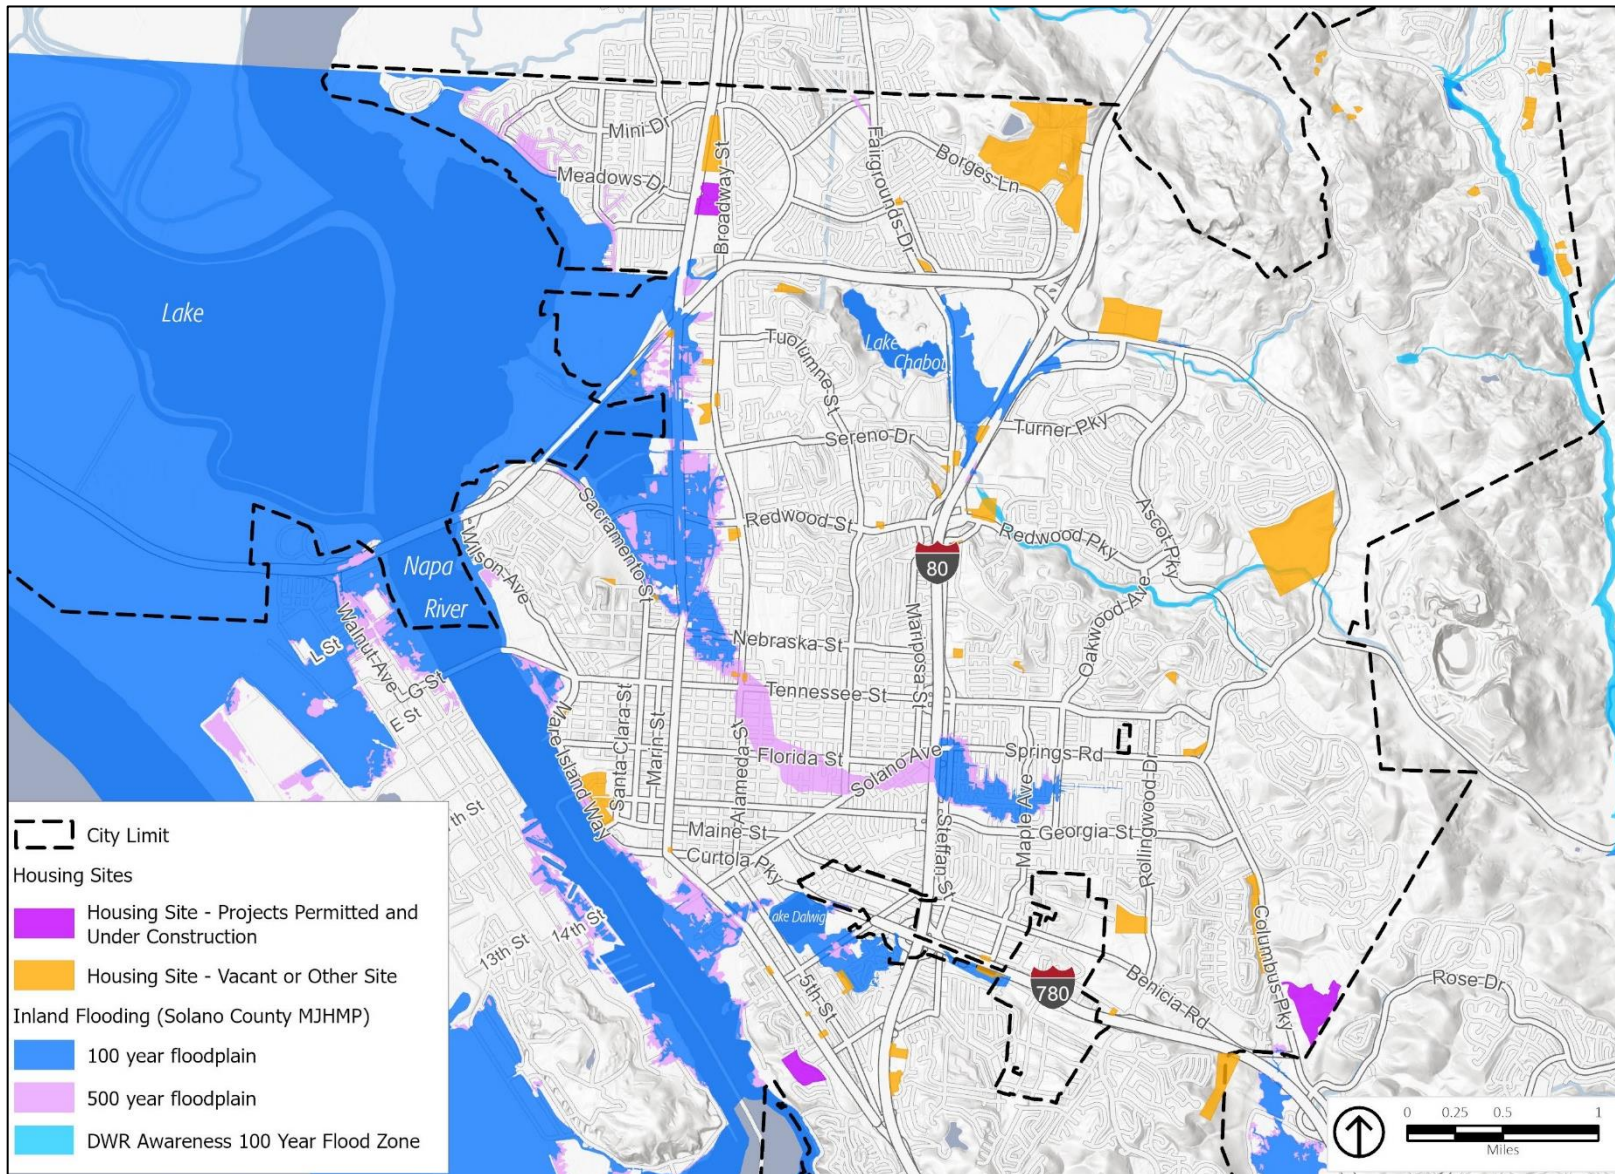 Mini Dr
Meadows Dr
Broadway St
Fairgrounds Dr
Borges Ln
Lake
Lake
Chabot
Tuolumne St
Sereno Dr
Turner Pky
Ascot Pky
Sacramento St
Redwood St
Redwood Pky
80
Wilson Ave
Napa
River
Oakwood Ave
Mariposa St
Nebraska St
Walnut Ave
L St
G St
E St
Tennessee St
Santa Clara St
Marin St
Mare Island Way
Alameda St
Florida St
Solano Ave
Springs Rd
Maple Ave
Rollingwood Dr
Maine St
Georgia St
Steffan St
Curtola Pky
Lake Dalwig
Columbus Pky
14th St
13th St
5th St
780
Benicia Rd
Rose Dr
City Limit
Housing Sites
Housing Site - Projects Permitted and
Under Construction
Housing Site - Vacant or Other Site
Inland Flooding (Solano County MJHMP)
100 year floodplain
500 year floodplain
DWR Awareness 100 Year Flood Zone
0 0.25 0.5 1
Miles